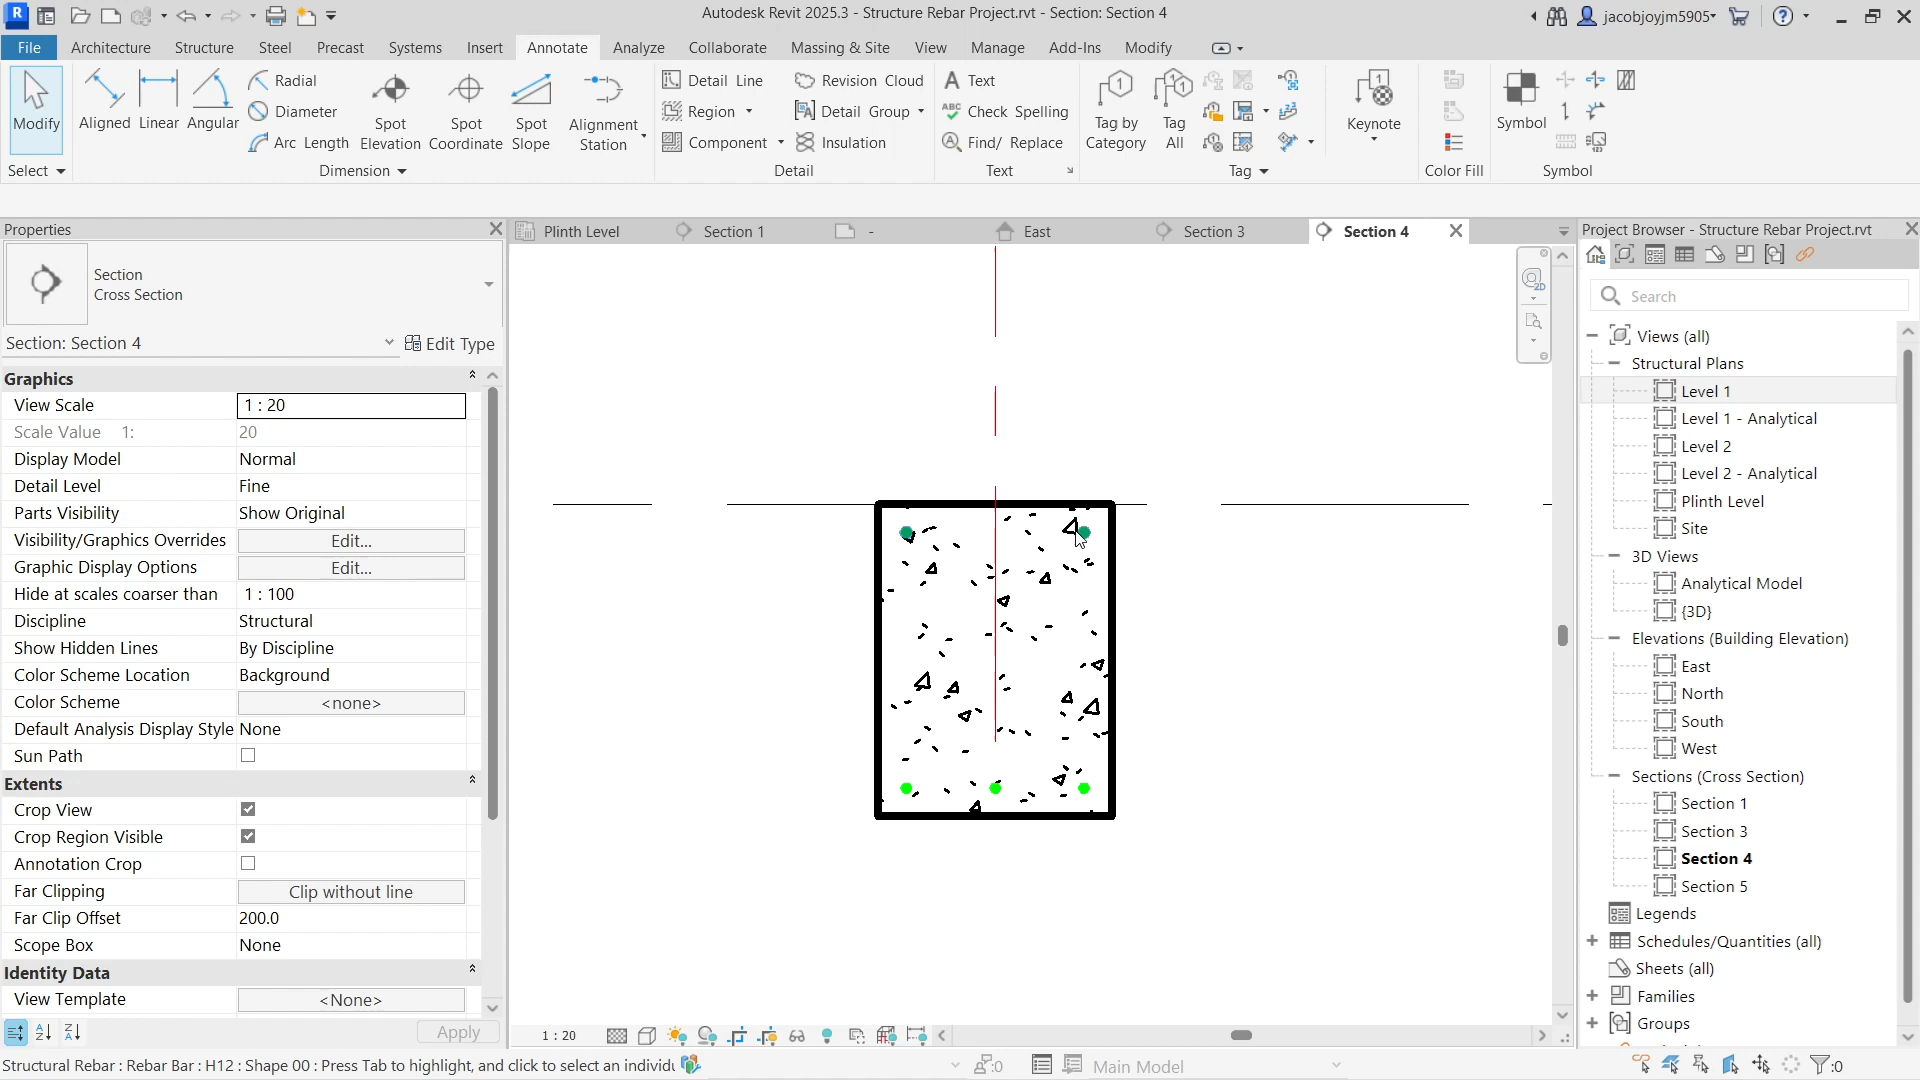 Autodesk Revit 2025.3 - Structure Rebar Project.rvt - Section: Section 4
jacobjoyjm5905
File
Architecture
Structure
Steel
Precast
Systems
Insert
Annotate
Analyze
Collaborate
Massing & Site
View
Manage
Add-Ins
Modify
Modify
Select
Aligned
Linear
Angular
Radial
Diameter
Arc Length
Spot Elevation
Spot Coordinate
Spot Slope
Alignment Station
Dimension
Detail Line
Region
Component
Revision Cloud
Detail Group
Insulation
Detail
Text
Check Spelling
Find/ Replace
Text
Tag by Category
Tag All
Tag
Keynote
Color Fill
Symbol
Symbol
Properties
Section
Cross Section
Section: Section 4
Edit Type
Graphics
View Scale 1 : 20
Scale Value 1: 20
Display Model Normal
Detail Level Fine
Parts Visibility Show Original
Visibility/Graphics Overrides Edit...
Graphic Display Options Edit...
Hide at scales coarser than 1 : 100
Discipline Structural
Show Hidden Lines By Discipline
Color Scheme Location Background
Color Scheme <none>
Default Analysis Display Style None
Sun Path
Extents
Crop View
Crop Region Visible
Annotation Crop
Far Clipping Clip without line
Far Clip Offset 200.0
Scope Box None
Identity Data
View Template <None>
Apply
Plinth Level
Section 1
-
East
Section 3
Section 4
2D
1 : 20
Project Browser - Structure Rebar Project.rvt
Search
Views (all)
Structural Plans
Level 1
Level 1 - Analytical
Level 2
Level 2 - Analytical
Plinth Level
Site
3D Views
Analytical Model
{3D}
Elevations (Building Elevation)
East
North
South
West
Sections (Cross Section)
Section 1
Section 3
Section 4
Section 5
Legends
Schedules/Quantities (all)
Sheets (all)
Families
Groups
Structural Rebar : Rebar Bar : H12 : Shape 00 : Press Tab to highlight, and click to select an individu
:0
Main Model
:0